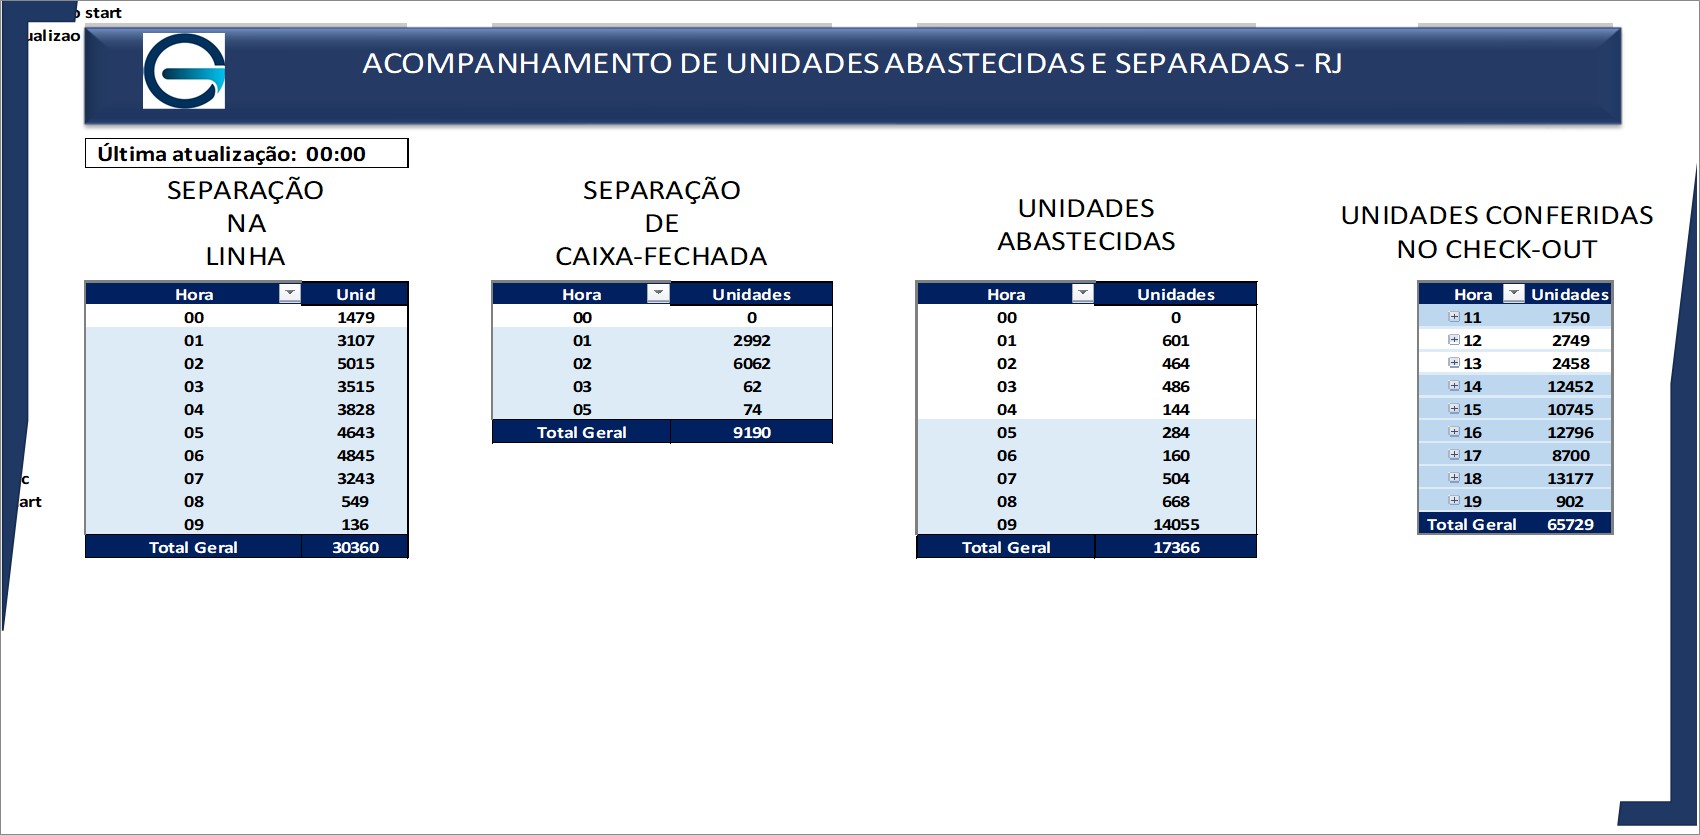 start
ualizao
ACOMPANHAMENTO DE UNIDADES ABASTECIDAS E SEPARADAS - RJ
Última atualização: 00:00
SEPARAÇÃO
NA
LINHA
Hora Unid
00 1479
01 3107
02 5015
03 3515
04 3828
05 4643
06 4845
07 3243
08 549
09 136
Total Geral 30360
SEPARAÇÃO
DE
CAIXA-FECHADA
Hora Unidades
00 0
01 2992
02 6062
03 62
05 74
Total Geral 9190
UNIDADES
ABASTECIDAS
Hora Unidades
00 0
01 601
02 464
03 486
04 144
05 284
06 160
07 504
08 668
09 14055
Total Geral 17366
UNIDADES CONFERIDAS
NO CHECK-OUT
Hora Unidades
11 1750
12 2749
13 2458
14 12452
15 10745
16 12796
17 8700
18 13177
19 902
Total Geral 65729
c
art